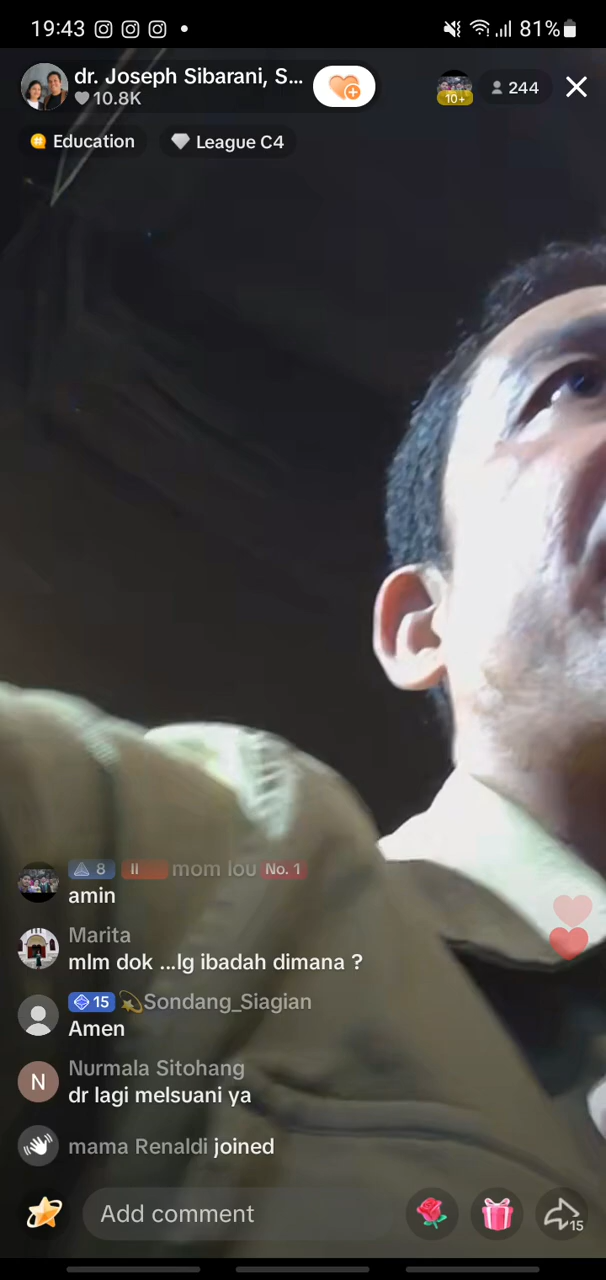 19:43
81%
dr. Joseph Sibarani, S...
10.8K
10+
244
Education
League C4
8 II mom lou No. 1
amin
Marita
mlm dok ...lg ibadah dimana ?
15 💫Sondang_Siagian
Amen
N
Nurmala Sitohang
dr lagi melsuani ya
mama Renaldi joined
Add comment
15